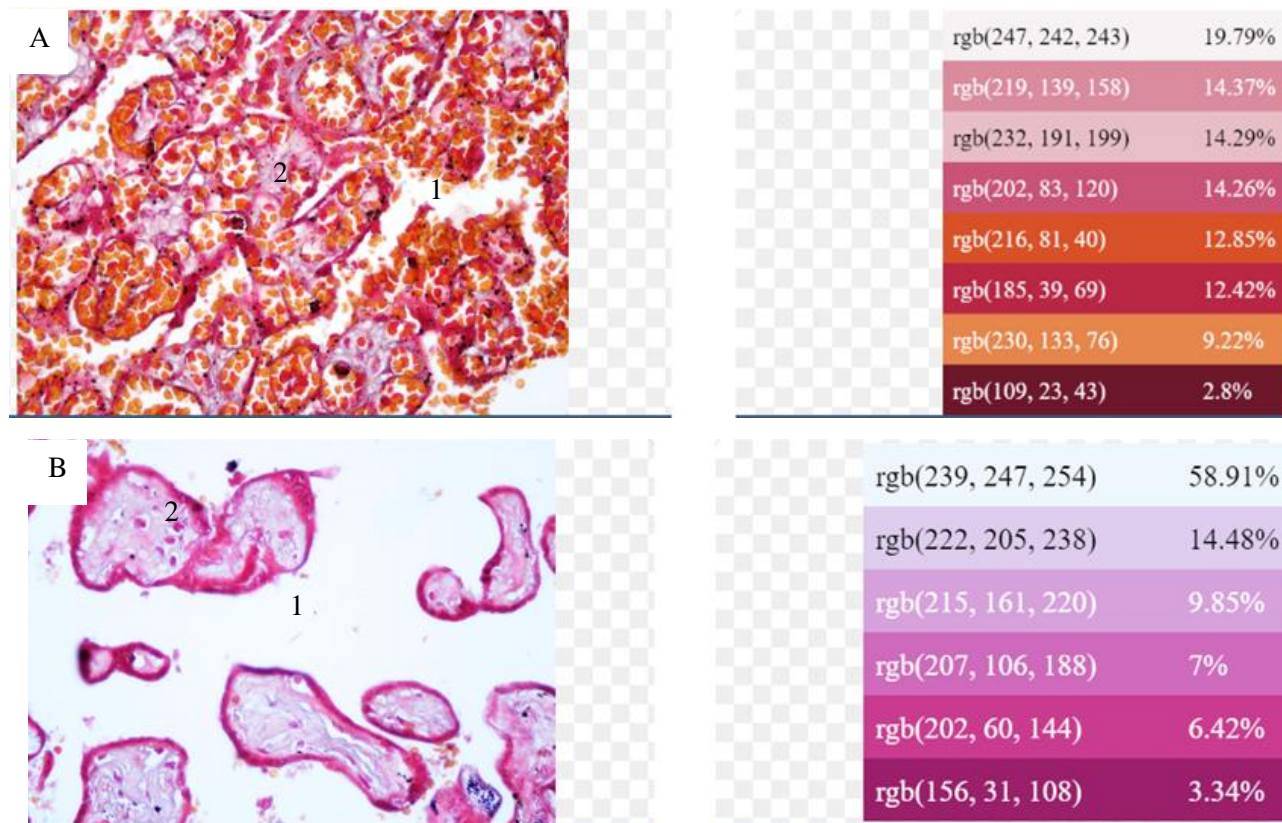 A
2
1
rgb(247, 242, 243) 19.79%
rgb(219, 139, 158) 14.37%
rgb(232, 191, 199) 14.29%
rgb(202, 83, 120) 14.26%
rgb(216, 81, 40) 12.85%
rgb(185, 39, 69) 12.42%
rgb(230, 133, 76) 9.22%
rgb(109, 23, 43) 2.8%
B
2
1
rgb(239, 247, 254) 58.91%
rgb(222, 205, 238) 14.48%
rgb(215, 161, 220) 9.85%
rgb(207, 106, 188) 7%
rgb(202, 60, 144) 6.42%
rgb(156, 31, 108) 3.34%